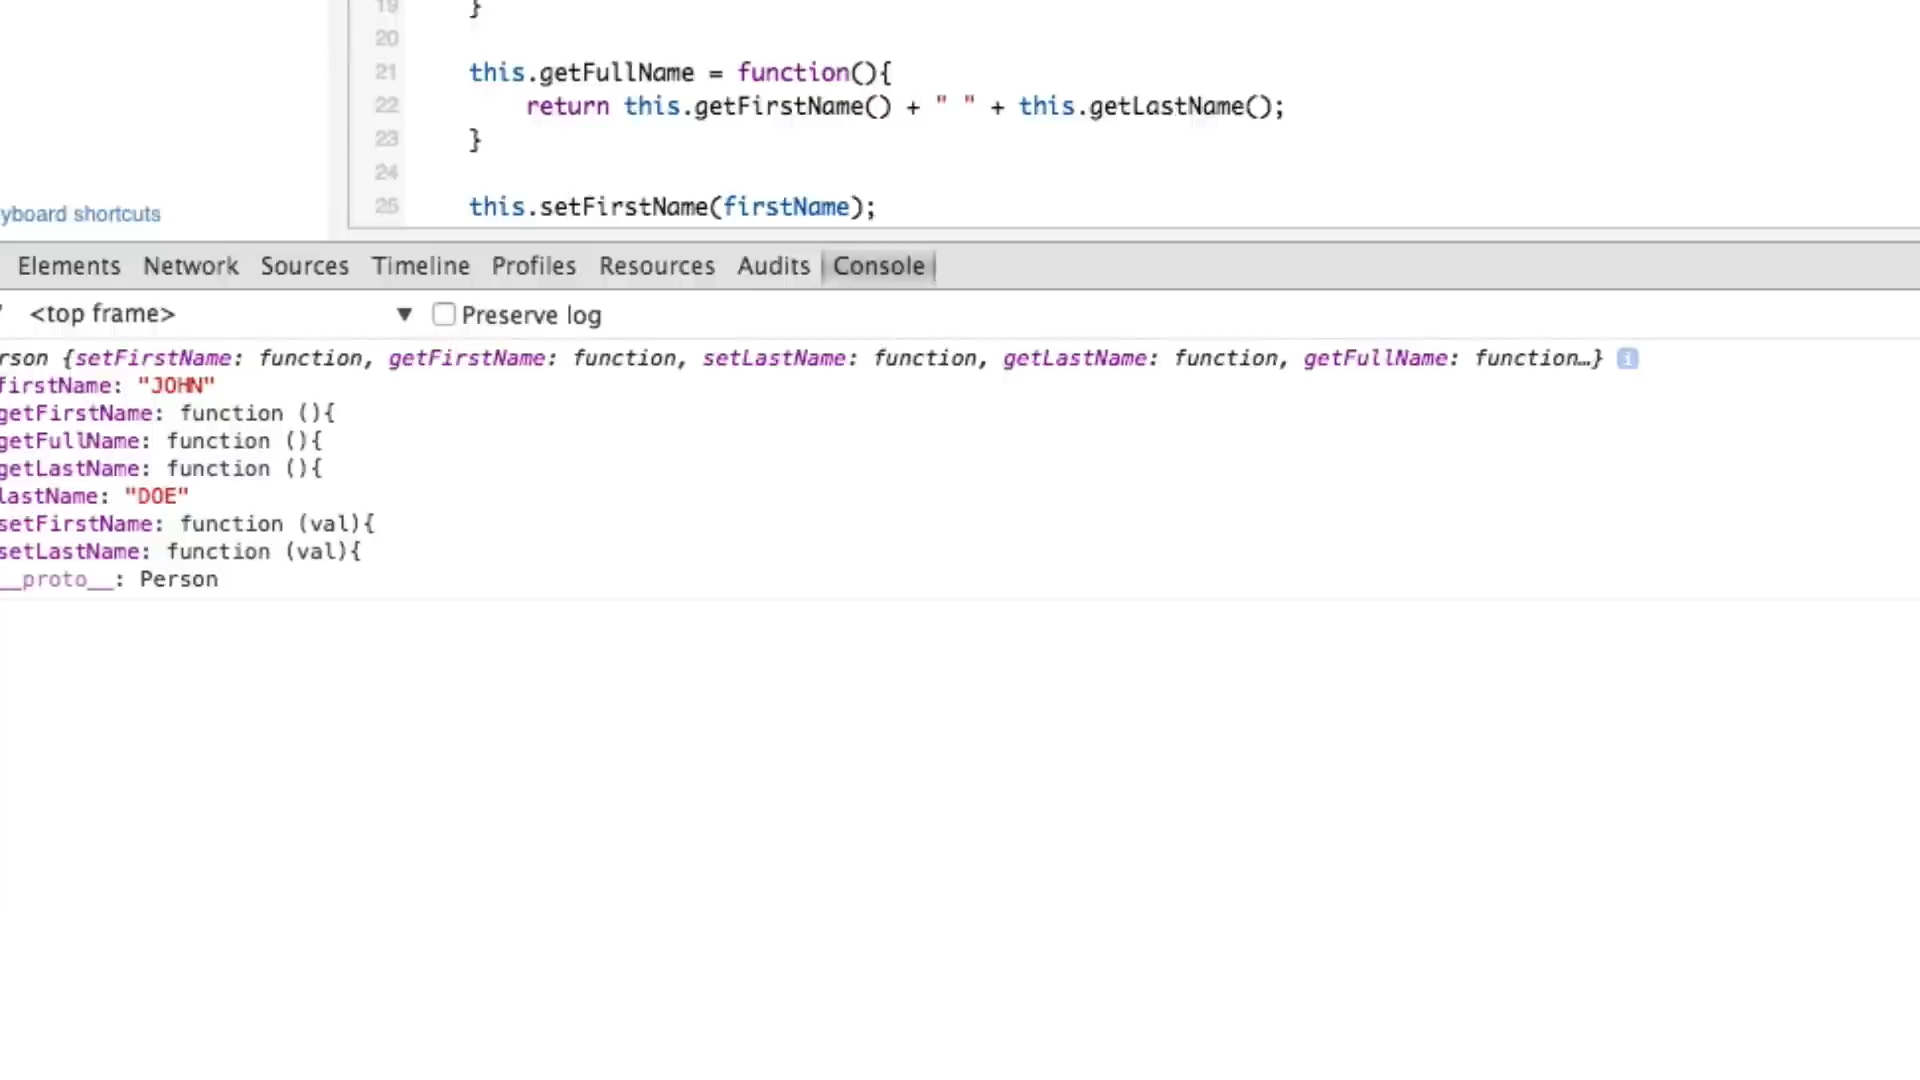 19 }
20
21 this.getFullName = function(){
22 return this.getFirstName() + " " + this.getLastName();
23 }
24
25 this.setFirstName(firstName);
yboard shortcuts
Elements Network Sources Timeline Profiles Resources Audits Console
<top frame> ▼ Preserve log
rson {setFirstName: function, getFirstName: function, setLastName: function, getLastName: function, getFullName: function…} i
firstName: "JOHN"
getFirstName: function (){
getFullName: function (){
getLastName: function (){
lastName: "DOE"
setFirstName: function (val){
setLastName: function (val){
__proto__: Person